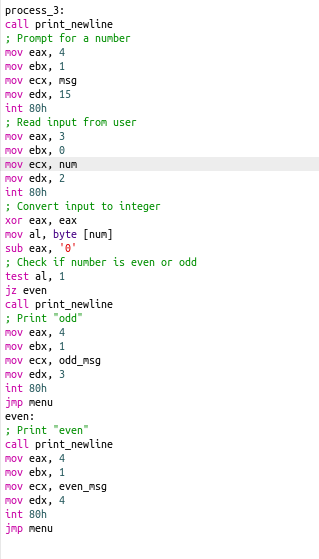 process_3:
call print_newline
; Prompt for a number
mov eax, 4
mov ebx, 1
mov ecx, msg
mov edx, 15
int 80h
; Read input from user
mov eax, 3
mov ebx, 0
mov ecx, num
mov edx, 2
int 80h
; Convert input to integer
xor eax, eax
mov al, byte [num]
sub eax, '0'
; Check if number is even or odd
test al, 1
jz even
call print_newline
; Print "odd"
mov eax, 4
mov ebx, 1
mov ecx, odd_msg
mov edx, 3
int 80h
jmp menu
even:
; Print "even"
call print_newline
mov eax, 4
mov ebx, 1
mov ecx, even_msg
mov edx, 4
int 80h
jmp menu